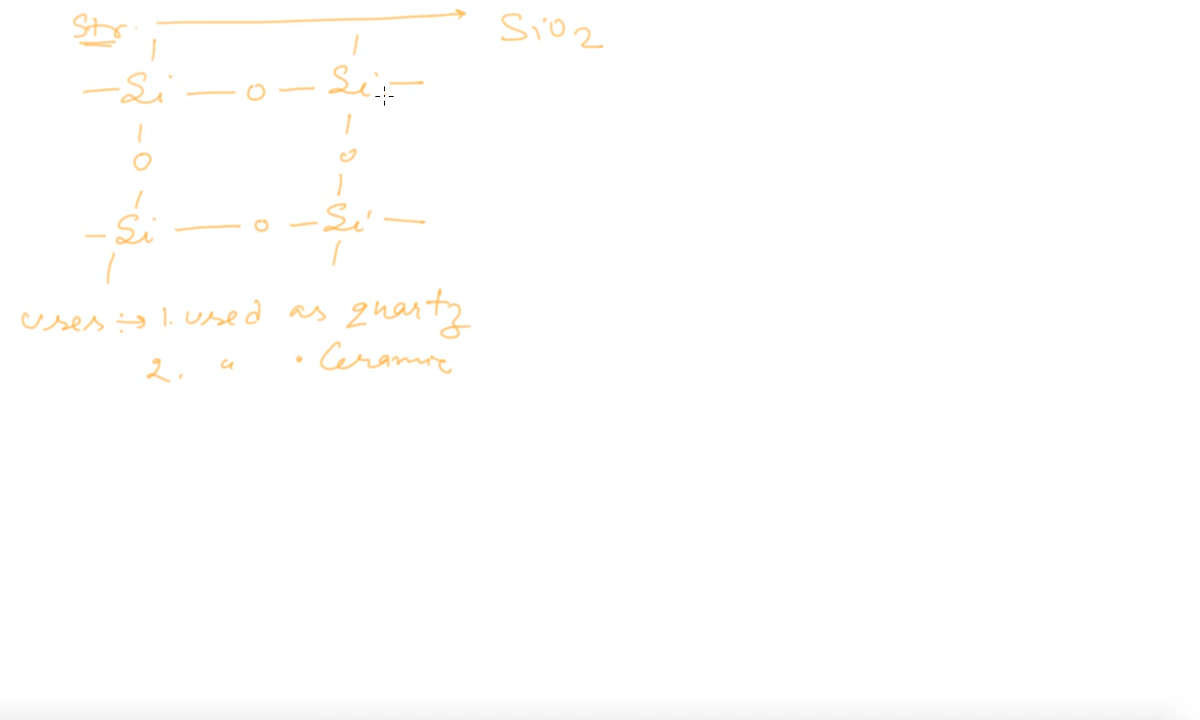 Str. ⟶ SiO2
— Si — O — Si —
O O
— Si — O — Si —
uses :→ 1. used as quartz
2. " " Ceramic